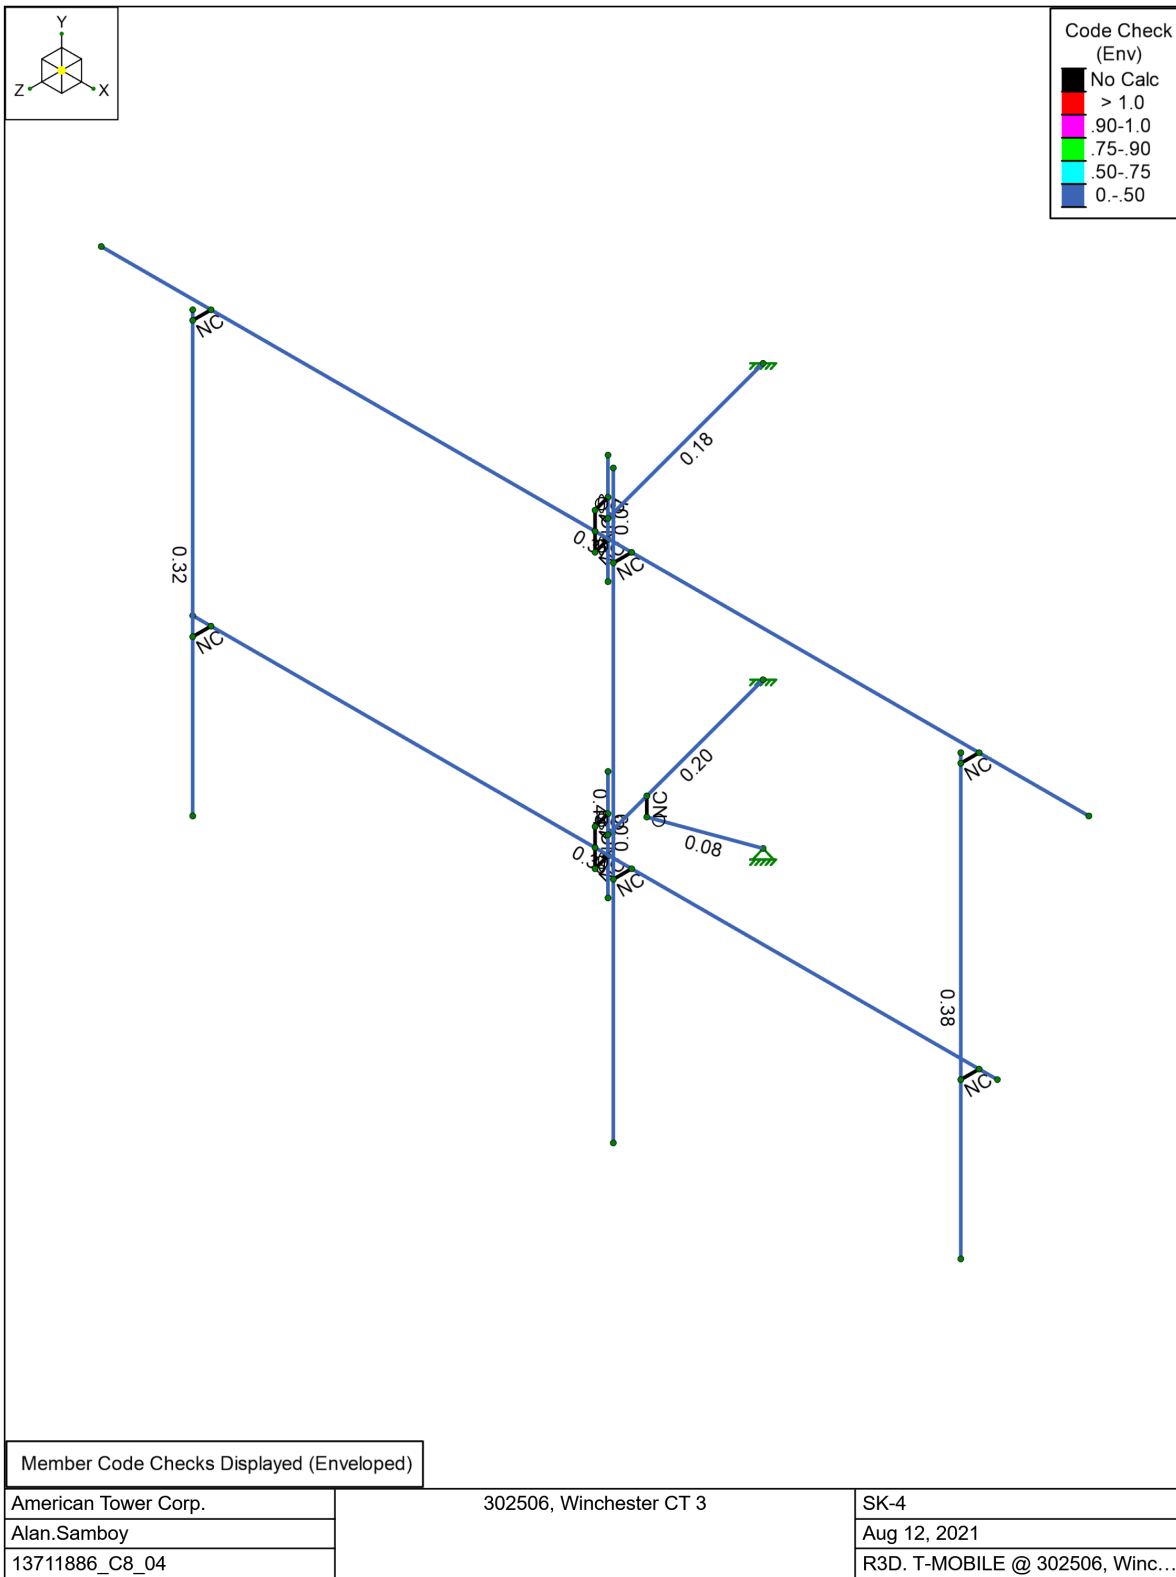 Y
Z
X
Code Check
(Env)
No Calc
> 1.0
.90-1.0
.75-.90
.50-.75
0.-.50
NC
0.18
0.32
NC
NC
NC
0.20
NC
0.08
NC
0.38
NC
Member Code Checks Displayed (Enveloped)
American Tower Corp.
Alan.Samboy
13711886_C8_04
302506, Winchester CT 3
SK-4
Aug 12, 2021
R3D. T-MOBILE @ 302506, Winc...